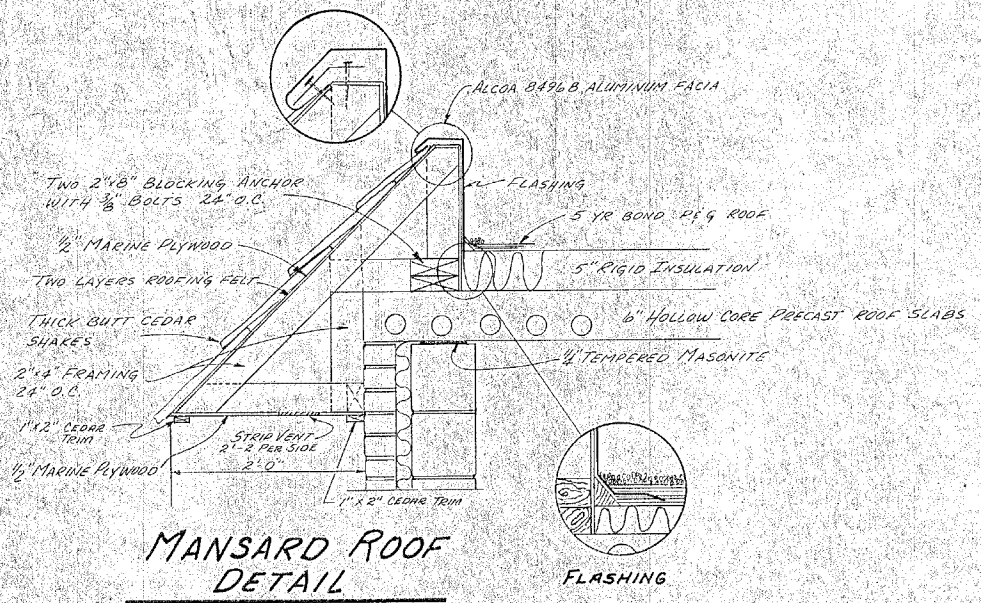 ALCOA 8496B ALUMINUM FACIA
TWO 2"x8" BLOCKING ANCHOR
WITH 3/8" BOLTS 24" O.C.
FLASHING
5 YR BOND P&G ROOF
1/2" MARINE PLYWOOD
TWO LAYERS ROOFING FELT
5" RIGID INSULATION
THICK BUTT CEDAR
SHAKES
6" HOLLOW CORE PRECAST ROOF SLABS
1/4" TEMPERED MASONITE
2"x4" FRAMING
24" O.C.
1"x2" CEDAR
TRIM
STRIP VENT
2'-2 PER SIDE
2'0"
1/2" MARINE PLYWOOD
1"x2" CEDAR TRIM
MANSARD ROOF
DETAIL
FLASHING